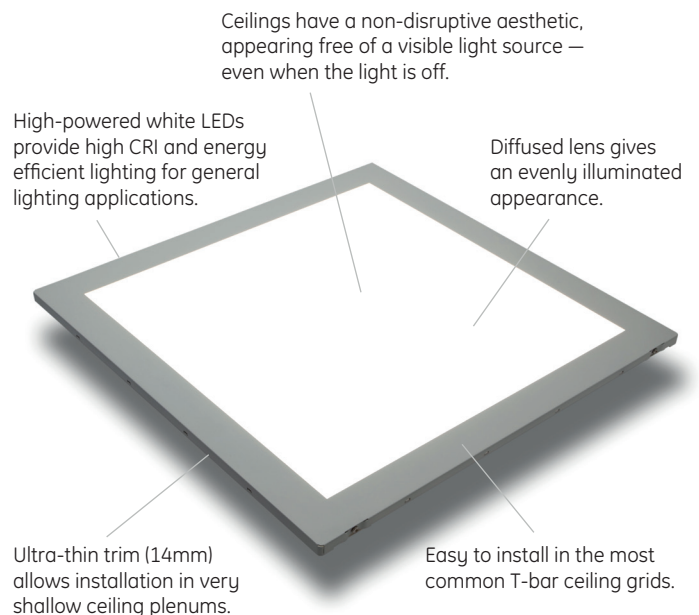 Ceilings have a non-disruptive aesthetic,
appearing free of a visible light source —
even when the light is off.
High-powered white LEDs
provide high CRI and energy
efficient lighting for general
lighting applications.
Diffused lens gives
an evenly illuminated
appearance.
Ultra-thin trim (14mm)
allows installation in very
shallow ceiling plenums.
Easy to install in the most
common T-bar ceiling grids.